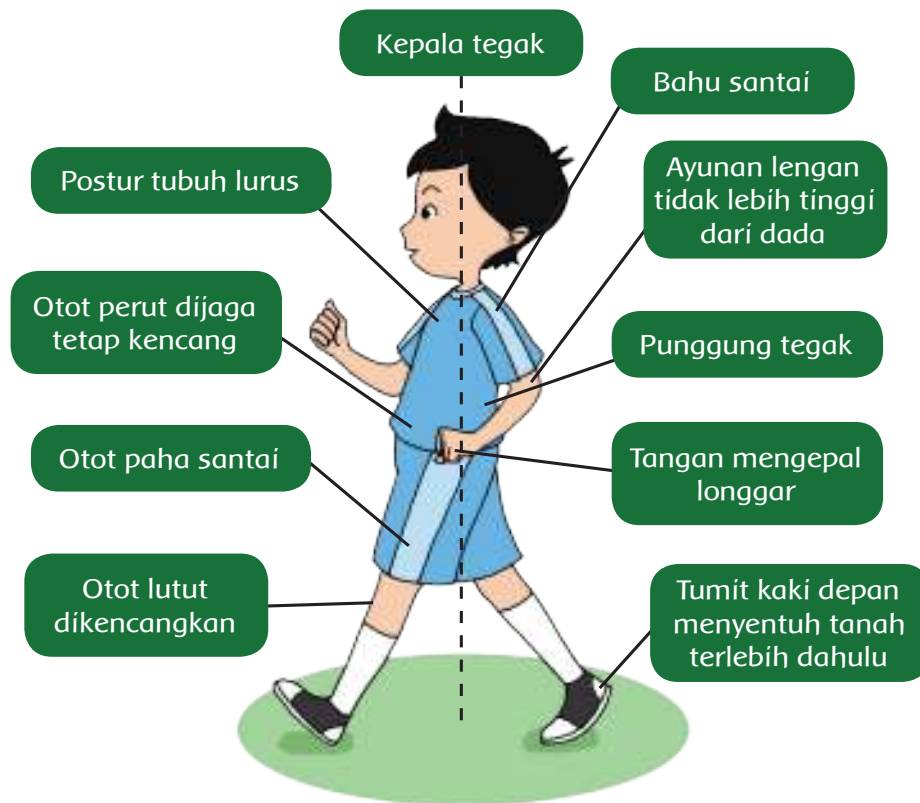 Kepala tegak
Bahu santai
Postur tubuh lurus
Ayunan lengan
tidak lebih tinggi
dari dada
Otot perut dijaga
tetap kencang
Punggung tegak
Otot paha santai
Tangan mengepal
longgar
Otot lutut
dikencangkan
Tumit kaki depan
menyentuh tanah
terlebih dahulu